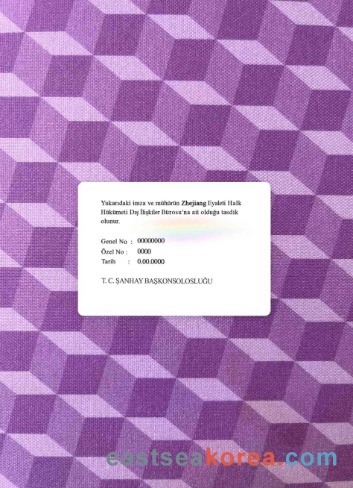 Yukarıdaki imza ve mühürün Zhejiang Eyaleti Halk
Hükümeti Dış İlişkiler Bürosu'na ait olduğu tasdik
olunur.
Genel No : 00000000
Özel No : 0000
Tarih : 0.00.0000
T. C. ŞANHAY BAŞKONSOLOSLUĞU
eastseakorea.com